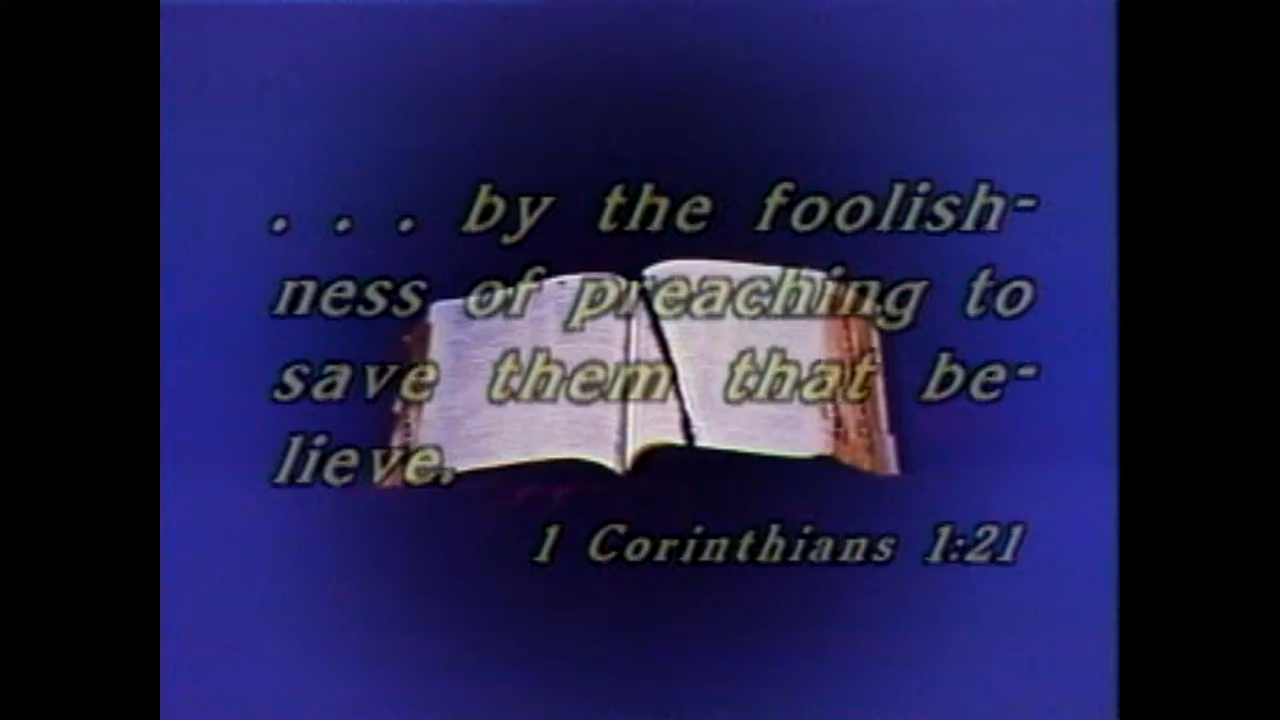 . . . by the foolish-
ness of preaching to
save them that be-
lieve.
1 Corinthians 1:21